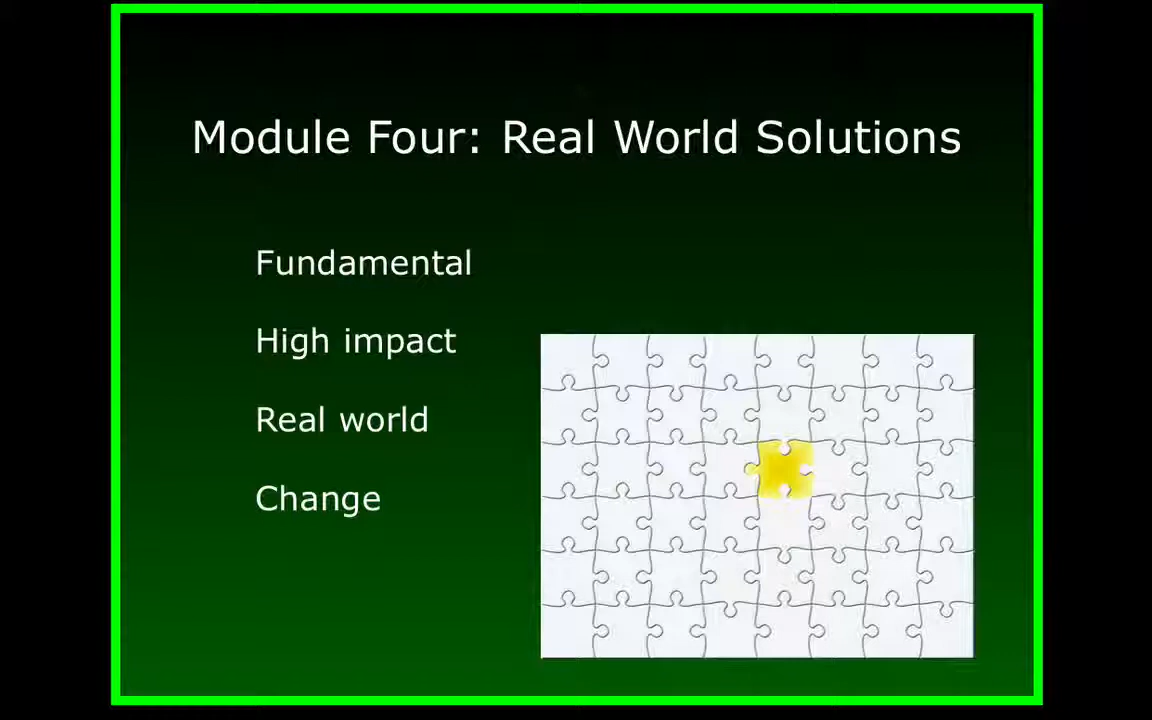 Module Four: Real World Solutions
Fundamental
High impact
Real world
Change